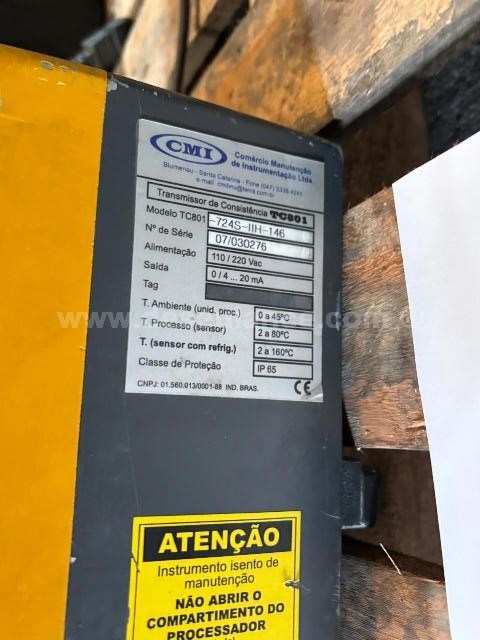 CMI
Comércio Manutenção
de Instrumentação Ltda.
Blumenau - Santa Catarina - Fone (047) 3338 4241
e-mail: cmibnu@terra.com.br
Transmissor de Consistência TC801
Modelo TC801 -724S-IIH-146
Nº de Série 07/030276
Alimentação 110 / 220 Vac
Saída 0 / 4 ... 20 mA
Tag
T. Ambiente (unid. proc.) 0 a 45ºC
T. Processo (sensor) 2 a 80ºC
T. (sensor com refrig.) 2 a 160ºC
Classe de Proteção IP 65
CNPJ: 01.560.013/0001-88 IND. BRAS. CE
ATENÇÃO
Instrumento isento de
manutenção
NÃO ABRIR O
COMPARTIMENTO DO
PROCESSADOR